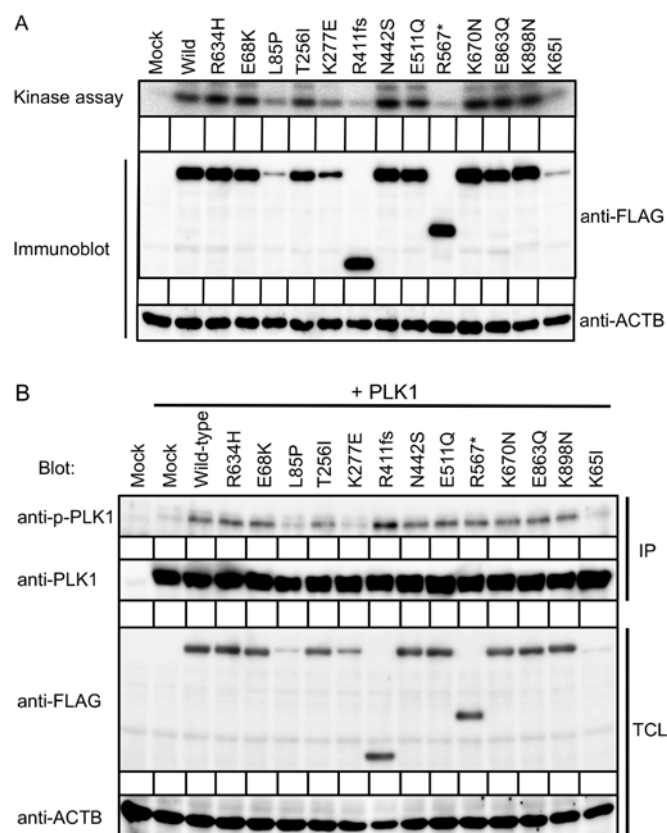 A
Mock Wild R634H E68K L85P T256I K277E R411fs N442S E511Q R567* K670N E863Q K898N K65I
Kinase assay
Immunoblot
anti-FLAG
anti-ACTB
B
+ PLK1
Blot:
Mock Mock Wild-type R634H E68K L85P T256I K277E R411fs N442S E511Q R567* K670N E863Q K898N K65I
anti-p-PLK1
anti-PLK1
IP
anti-FLAG
TCL
anti-ACTB